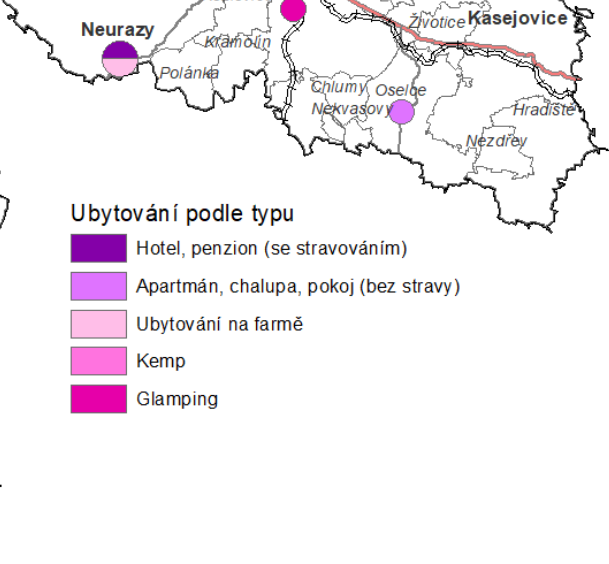 Životice
Kasejovice
Neurazy
Kramolín
Polánka
Chlumy
Oselce
Nekvasovy
Hradiště
Nezdřev
Ubytování podle typu
Hotel, penzion (se stravováním)
Apartmán, chalupa, pokoj (bez stravy)
Ubytování na farmě
Kemp
Glamping